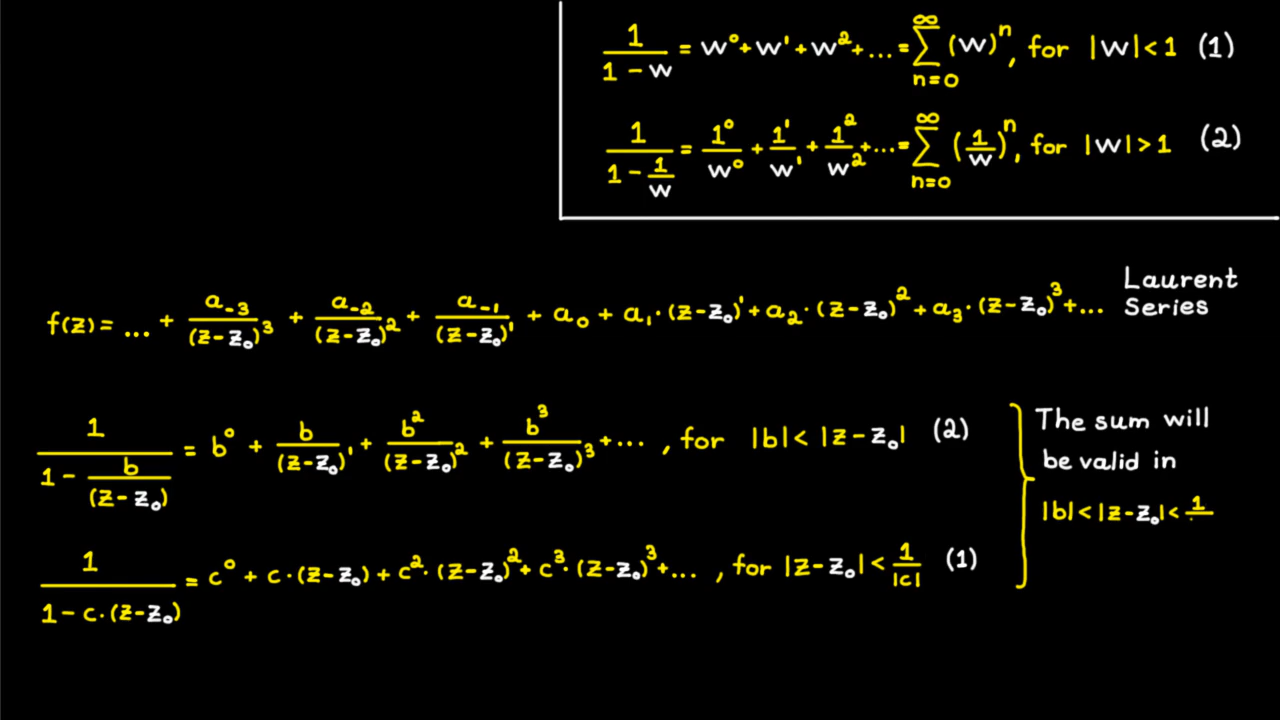 1/(1 - w) = w⁰ + w¹ + w² + ... = ∑_{n=0}^{∞} (w)ⁿ, for |w| < 1 (1)
1/(1 - 1/w) = 1⁰/w⁰ + 1¹/w¹ + 1²/w² + ... = ∑_{n=0}^{∞} (1/w)ⁿ, for |w| > 1 (2)
f(z) = ... + a₋₃/(z-z₀)³ + a₋₂/(z-z₀)² + a₋₁/(z-z₀)¹ + a₀ + a₁·(z-z₀)¹ + a₂·(z-z₀)² + a₃·(z-z₀)³ + ...
Laurent
Series
1/(1 - b/(z-z₀)) = b⁰ + b/(z-z₀)¹ + b²/(z-z₀)² + b³/(z-z₀)³ + ... , for |b| < |z-z₀| (2)
1/(1 - c·(z-z₀)) = c⁰ + c·(z-z₀) + c²·(z-z₀)² + c³·(z-z₀)³ + ... , for |z-z₀| < 1/|c| (1)
The sum will
be valid in
|b| < |z-z₀| < 1/